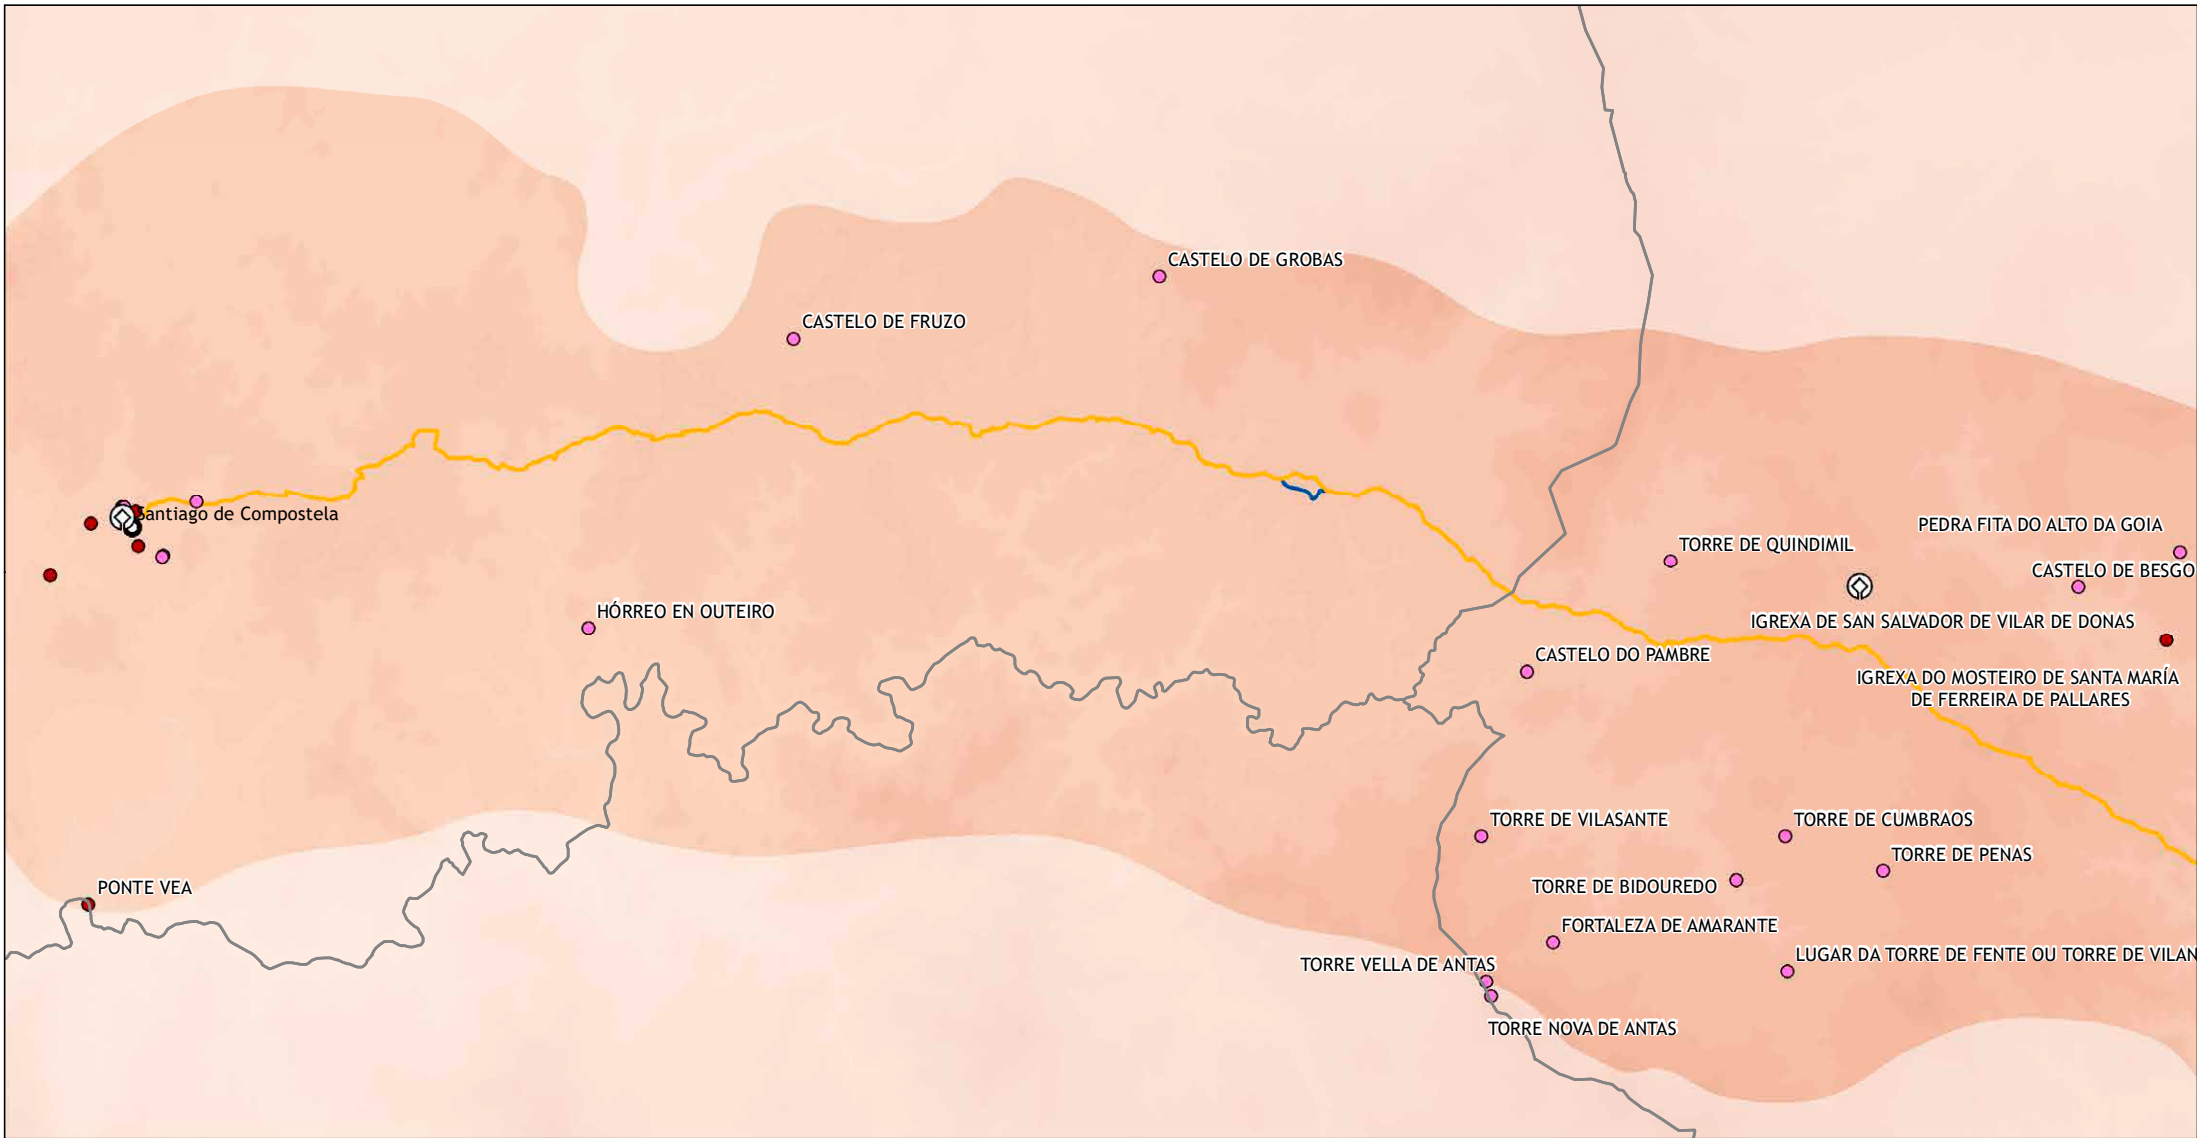 CASTELO DE GROBAS
CASTELO DE FRUZO
Santiago de Compostela
PEDRA FITA DO ALTO DA GOIA
TORRE DE QUINDIMIL
CASTELO DE BESGO
HÓRREO EN OUTEIRO
IGREXA DE SAN SALVADOR DE VILAR DE DONAS
CASTELO DO PAMBRE
IGREXA DO MOSTEIRO DE SANTA MARÍA
DE FERREIRA DE PALLARES
TORRE DE VILASANTE
TORRE DE CUMBRAOS
TORRE DE PENAS
TORRE DE BIDOUREDO
PONTE VEA
FORTALEZA DE AMARANTE
LUGAR DA TORRE DE FENTE OU TORRE DE VILAN
TORRE VELLA DE ANTAS
TORRE NOVA DE ANTAS